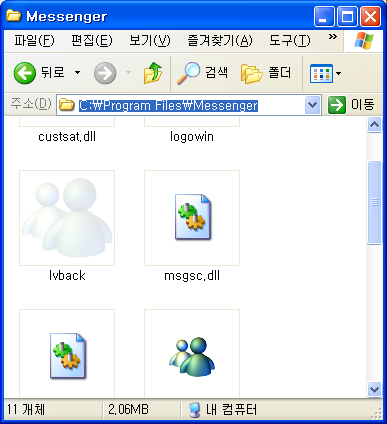 Messenger
파일(F) 편집(E) 보기(V) 즐겨찾기(A) 도구(T) »
뒤로 검색 폴더
주소(D) C:₩Program Files₩Messenger 이동
custsat.dll logowin
lvback msgsc.dll
11 개체 2.06MB 내 컴퓨터